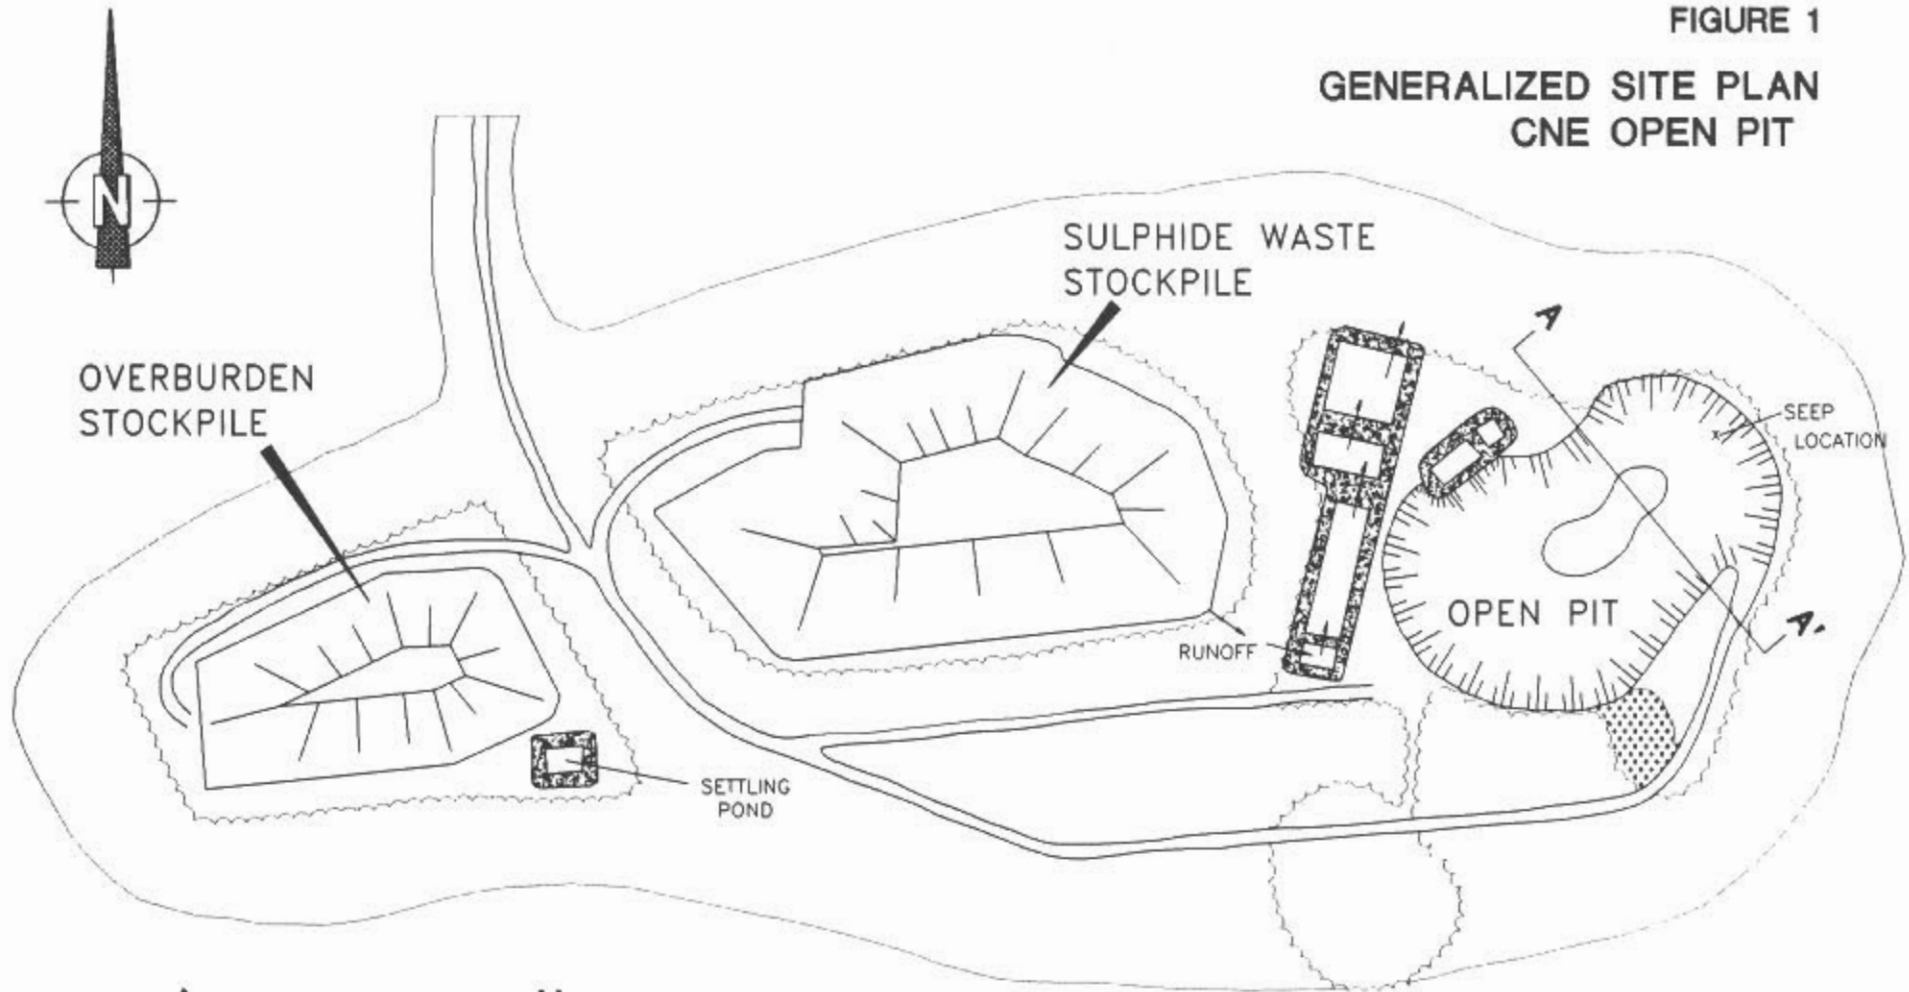 FIGURE 1
GENERALIZED SITE PLAN
CNE OPEN PIT
N
SULPHIDE WASTE
STOCKPILE
OVERBURDEN
STOCKPILE
A
SEEP
LOCATION
OPEN PIT
A'
RUNOFF
SETTLING
POND